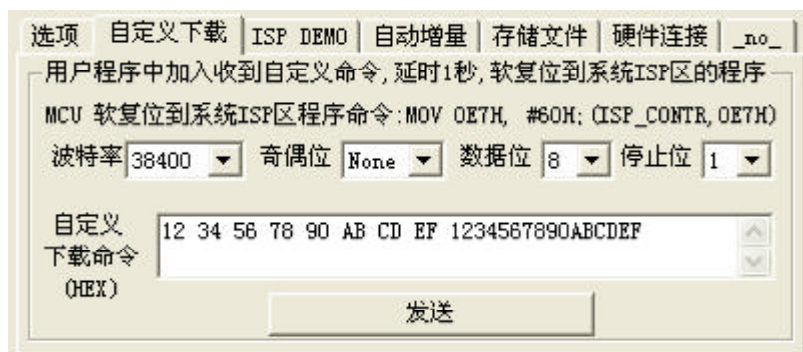 选项 自定义下载 ISP DEMO 自动增量 存储文件 硬件连接 _no_
用户程序中加入收到自定义命令,延时1秒,软复位到系统ISP区的程序
MCU 软复位到系统ISP区程序命令:MOV 0E7H, #60H; (ISP_CONTR,0E7H)
波特率 38400 奇偶位 None 数据位 8 停止位 1
自定义
下载命令
(HEX)
12 34 56 78 90 AB CD EF 1234567890ABCDEF
发送